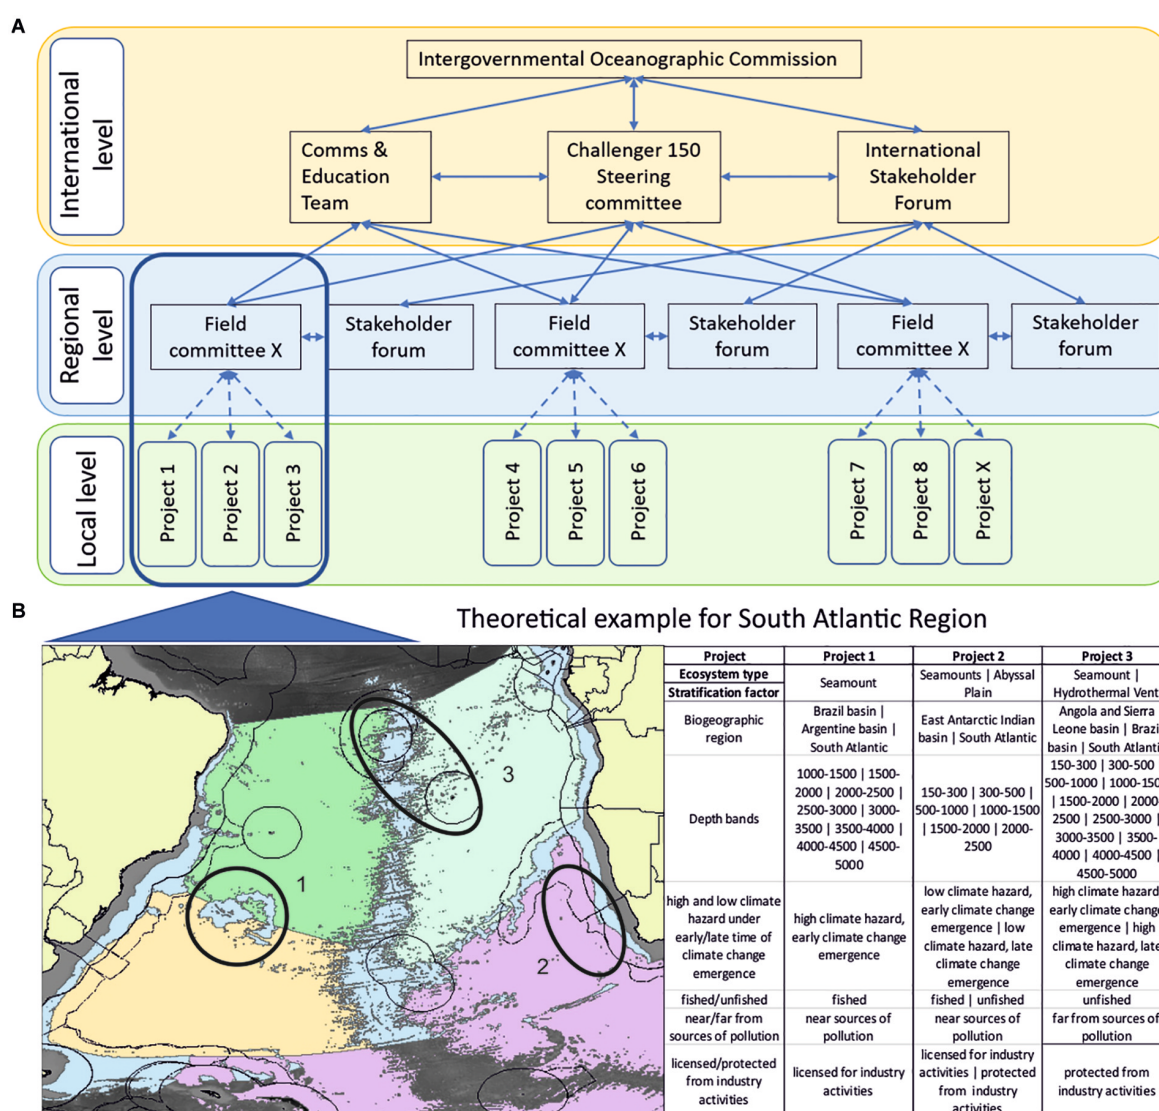 A
International level
Intergovernmental Oceanographic Commission
Comms &
Education
Team
Challenger 150
Steering
committee
International
Stakeholder
Forum
Regional level
Field
committee X
Stakeholder
forum
Field
committee X
Stakeholder
forum
Field
committee X
Stakeholder
forum
Local level
Project 1
Project 2
Project 3
Project 4
Project 5
Project 6
Project 7
Project 8
Project X
B
Theoretical example for South Atlantic Region
1
2
3
Project
Project 1
Project 2
Project 3
Ecosystem type
Stratification factor
Seamount
Seamounts | Abyssal
Plain
Seamount |
Hydrothermal Vent
Biogeographic
region
Brazil basin |
Argentine basin |
South Atlantic
East Antarctic Indian
basin | South Atlantic
Angola and Sierra
Leone basin | Brazi
basin | South Atlanti
Depth bands
1000-1500 | 1500-
2000 | 2000-2500 |
2500-3000 | 3000-
3500 | 3500-4000 |
4000-4500 | 4500-
5000
150-300 | 300-500 |
500-1000 | 1000-1500
| 1500-2000 | 2000-
2500
150-300 | 300-500
500-1000 | 1000-150
| 1500-2000 | 2000-
2500 | 2500-3000 |
3000-3500 | 3500-
4000 | 4000-4500 |
4500-5000
high and low climate
hazard under
early/late time of
climate change
emergence
high climate hazard,
early climate change
emergence
low climate hazard,
early climate change
emergence | low
climate hazard, late
climate change
emergence
high climate hazard
early climate change
emergence | high
climate hazard, late
climate change
emergence
fished/unfished
fished
fished | unfished
unfished
near/far from
sources of pollution
near sources of
pollution
near sources of
pollution
far from sources of
pollution
licensed/protected
from industry
activities
licensed for industry
activities
licensed for industry
activities | protected
from industry
activities
protected from
industry activities